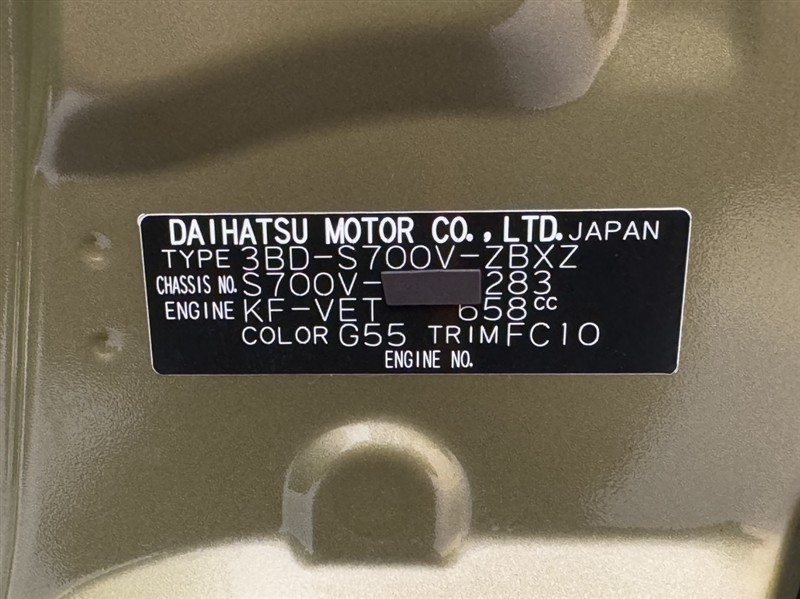 DAIHATSU MOTOR CO., LTD. JAPAN
TYPE 3BD-S700V-ZBXZ
CHASSIS NO. S700V- 283
ENGINE KF-VET 658cc
COLOR G55 TRIM FC10
ENGINE NO.